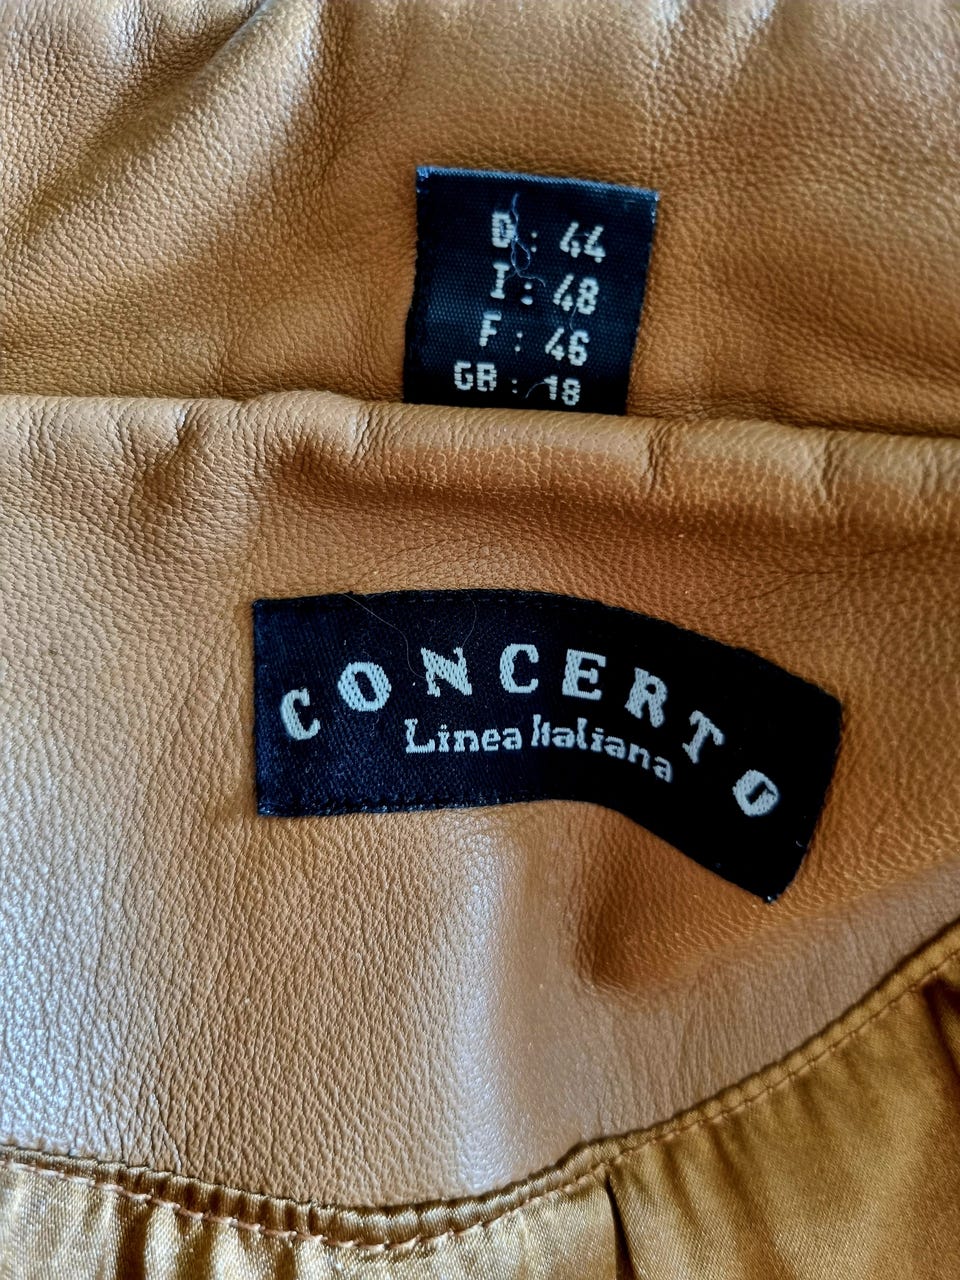 D: 44
I: 48
F: 46
GB: 18
CONCERTO
Linea Italiana